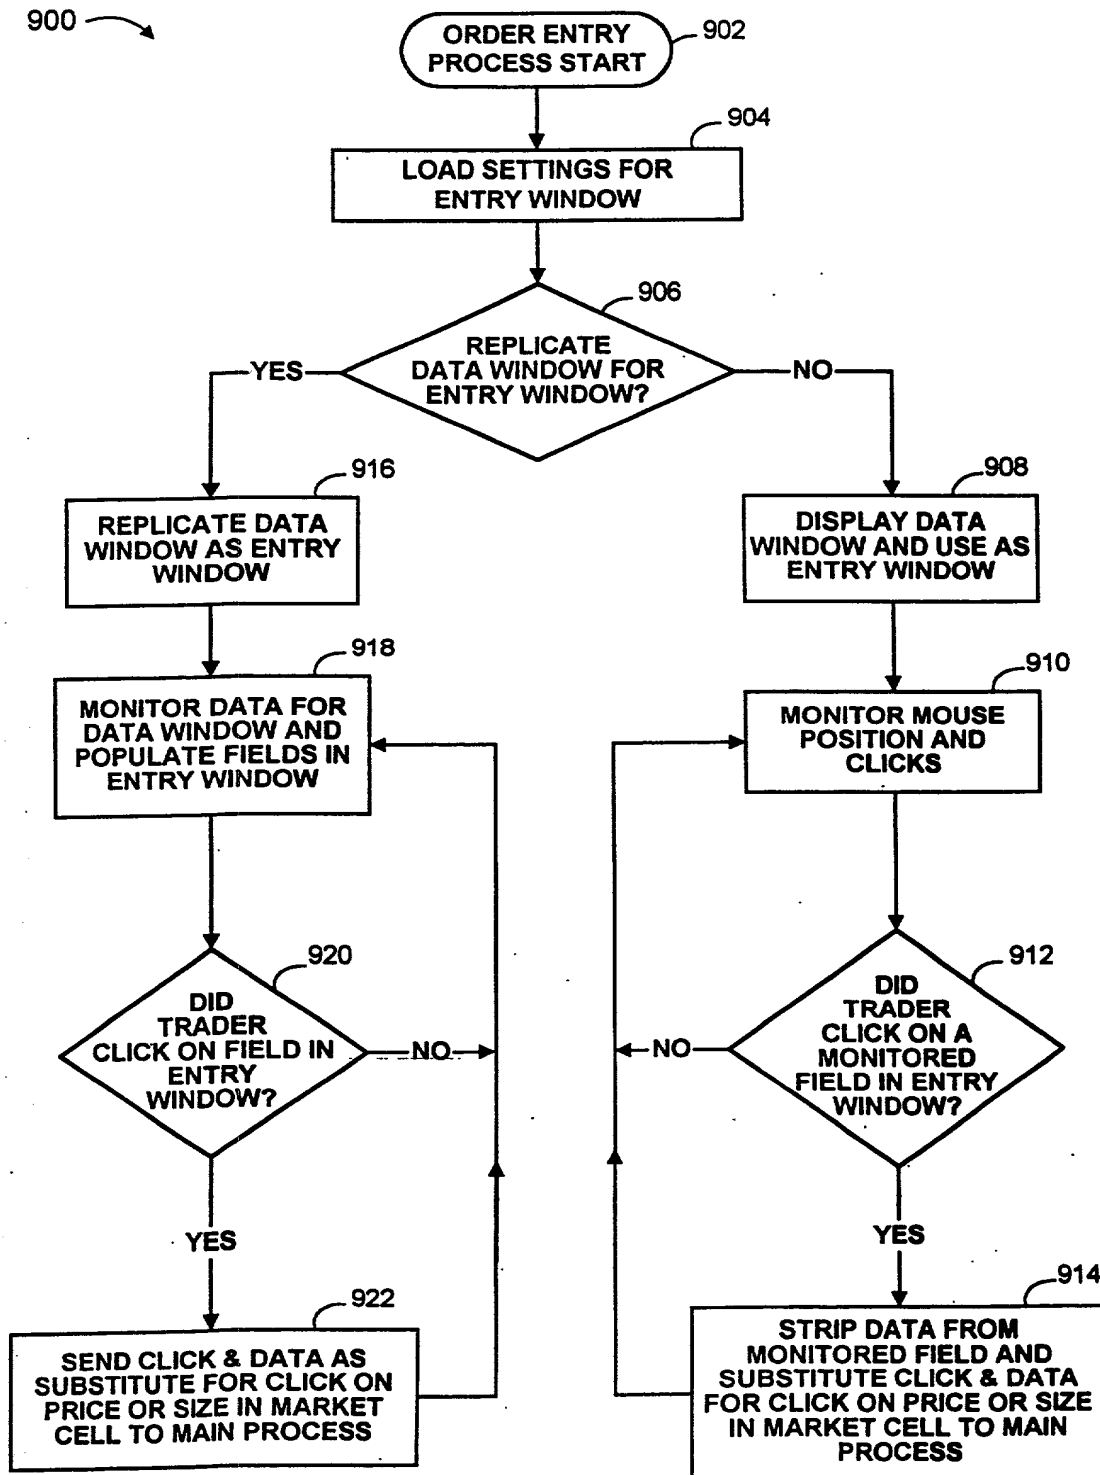 900
ORDER ENTRY
PROCESS START
902
904
LOAD SETTINGS FOR
ENTRY WINDOW
906
REPLICATE
DATA WINDOW FOR
ENTRY WINDOW?
YES
NO
916
REPLICATE DATA
WINDOW AS ENTRY
WINDOW
908
DISPLAY DATA
WINDOW AND USE AS
ENTRY WINDOW
918
MONITOR DATA FOR
DATA WINDOW AND
POPULATE FIELDS IN
ENTRY WINDOW
910
MONITOR MOUSE
POSITION AND
CLICKS
920
DID
TRADER
CLICK ON FIELD IN
ENTRY
WINDOW?
NO
912
DID
TRADER
CLICK ON A
MONITORED
FIELD IN ENTRY
WINDOW?
NO
YES
YES
922
SEND CLICK & DATA AS
SUBSTITUTE FOR CLICK ON
PRICE OR SIZE IN MARKET
CELL TO MAIN PROCESS
914
STRIP DATA FROM
MONITORED FIELD AND
SUBSTITUTE CLICK & DATA
FOR CLICK ON PRICE OR SIZE
IN MARKET CELL TO MAIN
PROCESS